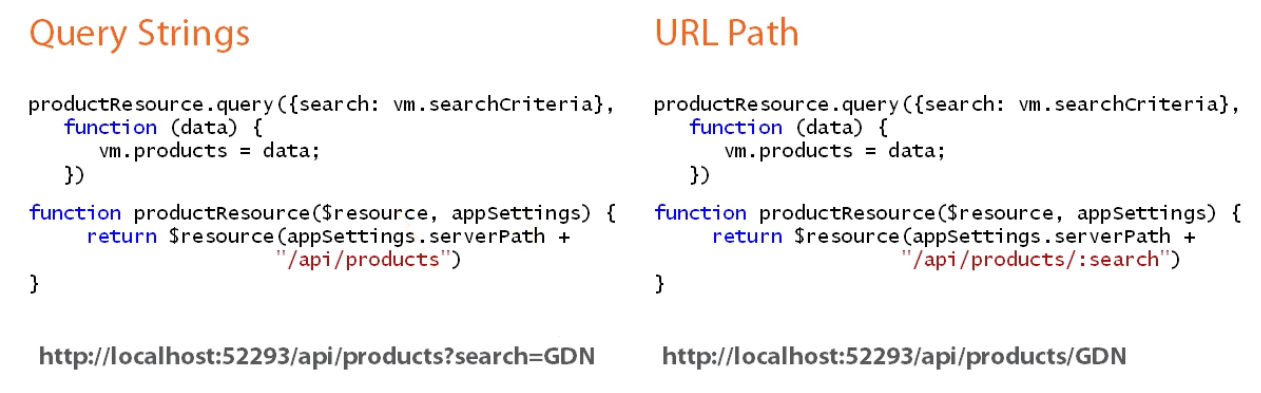 Query Strings
productResource.query({search: vm.searchCriteria},
function (data) {
vm.products = data;
})
function productResource($resource, appSettings) {
return $resource(appSettings.serverPath +
"/api/products")
}
http://localhost:52293/api/products?search=GDN
URL Path
productResource.query({search: vm.searchCriteria},
function (data) {
vm.products = data;
})
function productResource($resource, appSettings) {
return $resource(appSettings.serverPath +
"/api/products/:search")
}
http://localhost:52293/api/products/GDN